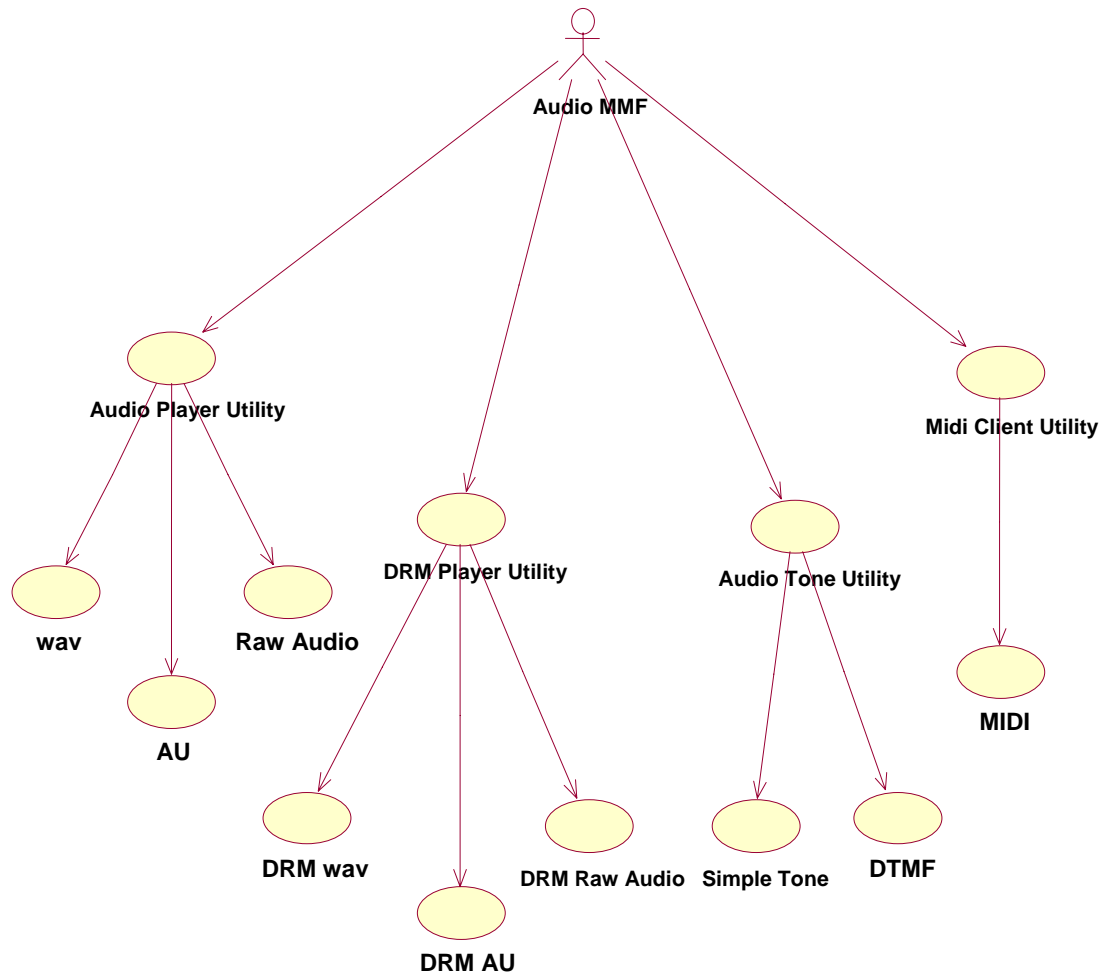 Audio MMF
Audio Player Utility
Midi Client Utility
DRM Player Utility
Audio Tone Utility
wav
Raw Audio
AU
MIDI
DRM wav
DRM Raw Audio
Simple Tone
DTMF
DRM AU